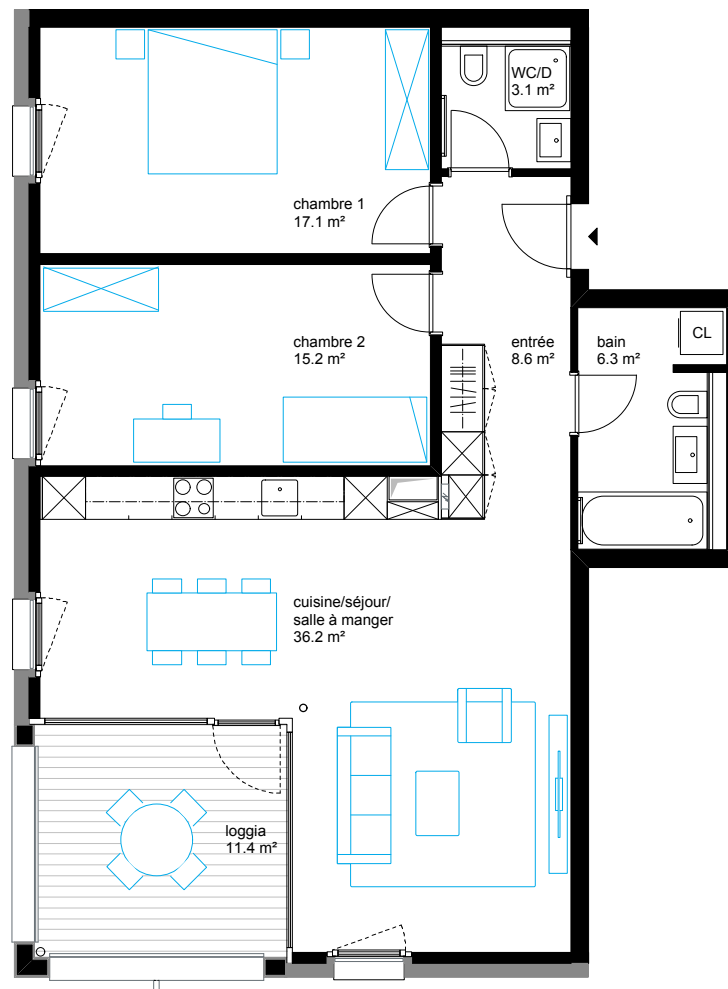 WC/D
3.1 m²
chambre 1
17.1 m²
chambre 2
15.2 m²
entrée
8.6 m²
bain
6.3 m²
CL
cuisine/séjour/
salle à manger
36.2 m²
loggia
11.4 m²